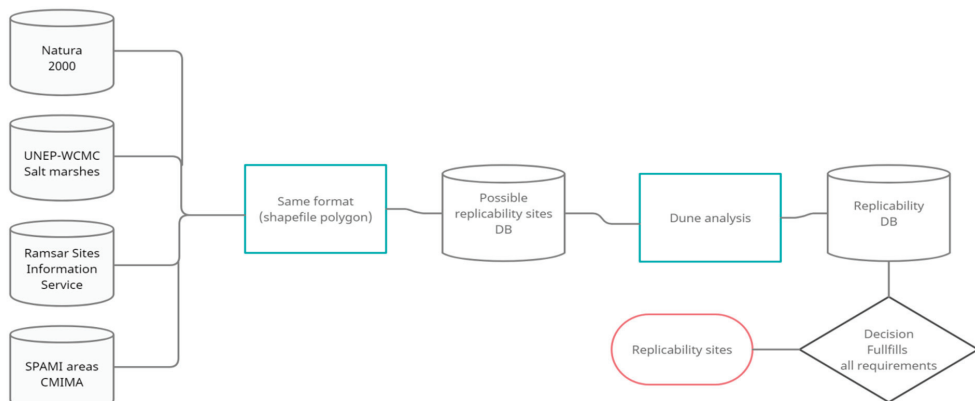 Natura
2000
UNEP-WCMC
Salt marshes
Ramsar Sites
Information
Service
SPAMI areas
CMIMA
Same format
(shapefile polygon)
Possible
replicability sites
DB
Dune analysis
Replicability
DB
Decision
Fullfills
all requirements
Replicability sites